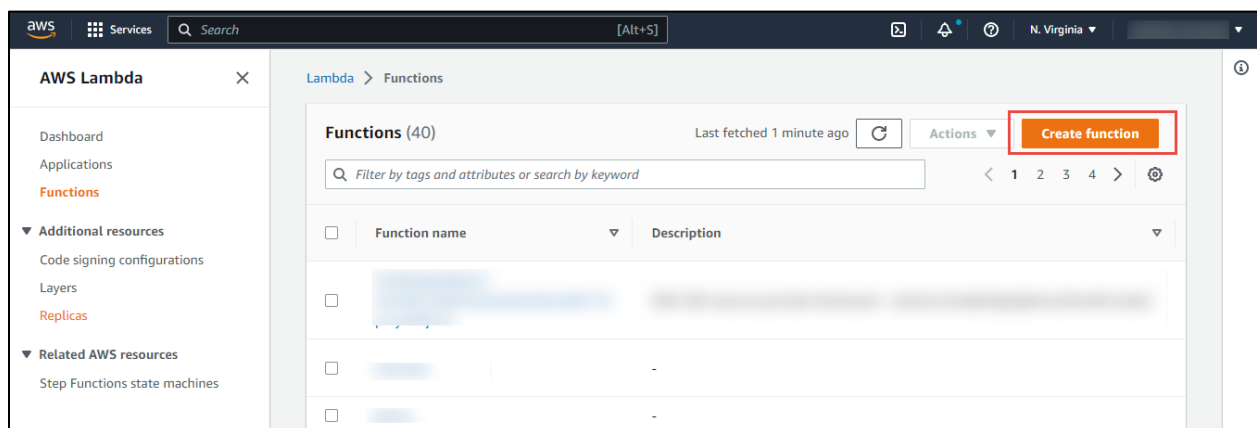 aws Services Search [Alt+S] N. Virginia
AWS Lambda
Dashboard
Applications
Functions
Additional resources
Code signing configurations
Layers
Replicas
Related AWS resources
Step Functions state machines
Lambda > Functions
Functions (40) Last fetched 1 minute ago Actions Create function
Filter by tags and attributes or search by keyword < 1 2 3 4 >
Function name Description
-
-